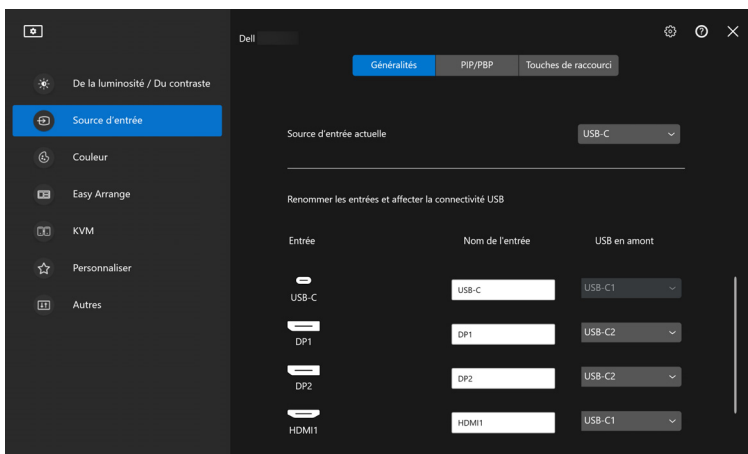 Dell
Généralités PIP/PBP Touches de raccourci
De la luminosité / Du contraste
Source d'entrée
Couleur
Easy Arrange
KVM
Personnaliser
Autres
Source d'entrée actuelle USB-C
Renommer les entrées et affecter la connectivité USB
Entrée Nom de l'entrée USB en amont
USB-C USB-C USB-C1
DP1 DP1 USB-C2
DP2 DP2 USB-C2
HDMI1 HDMI1 USB-C1